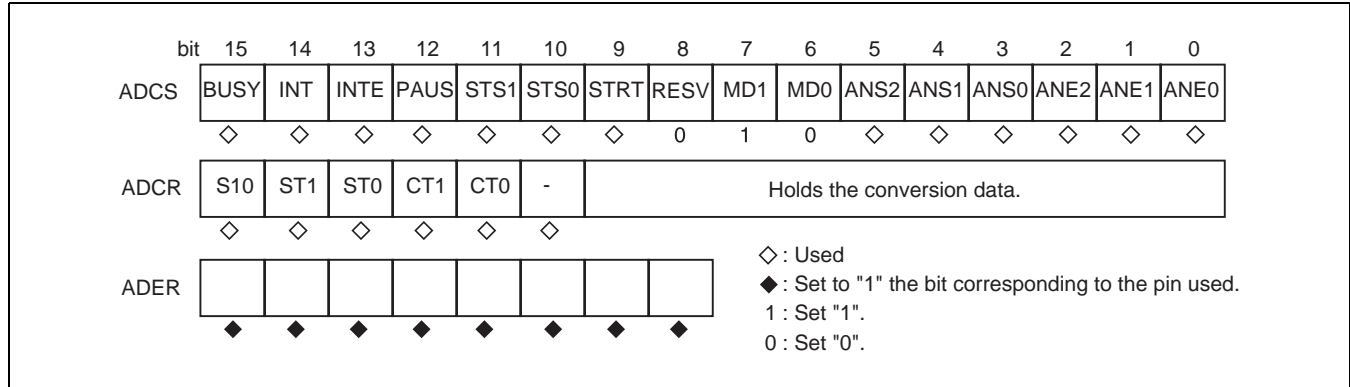 bit 15 14 13 12 11 10 9 8 7 6 5 4 3 2 1 0
ADCS BUSY INT INTE PAUS STS1 STS0 STRT RESV MD1 MD0 ANS2 ANS1 ANS0 ANE2 ANE1 ANE0
◇ ◇ ◇ ◇ ◇ ◇ ◇ 0 1 0 ◇ ◇ ◇ ◇ ◇ ◇
ADCR S10 ST1 ST0 CT1 CT0 - Holds the conversion data.
◇ ◇ ◇ ◇ ◇ ◇
ADER
◆ ◆ ◆ ◆ ◆ ◆ ◆ ◆
◇ : Used
◆ : Set to "1" the bit corresponding to the pin used.
1 : Set "1".
0 : Set "0".